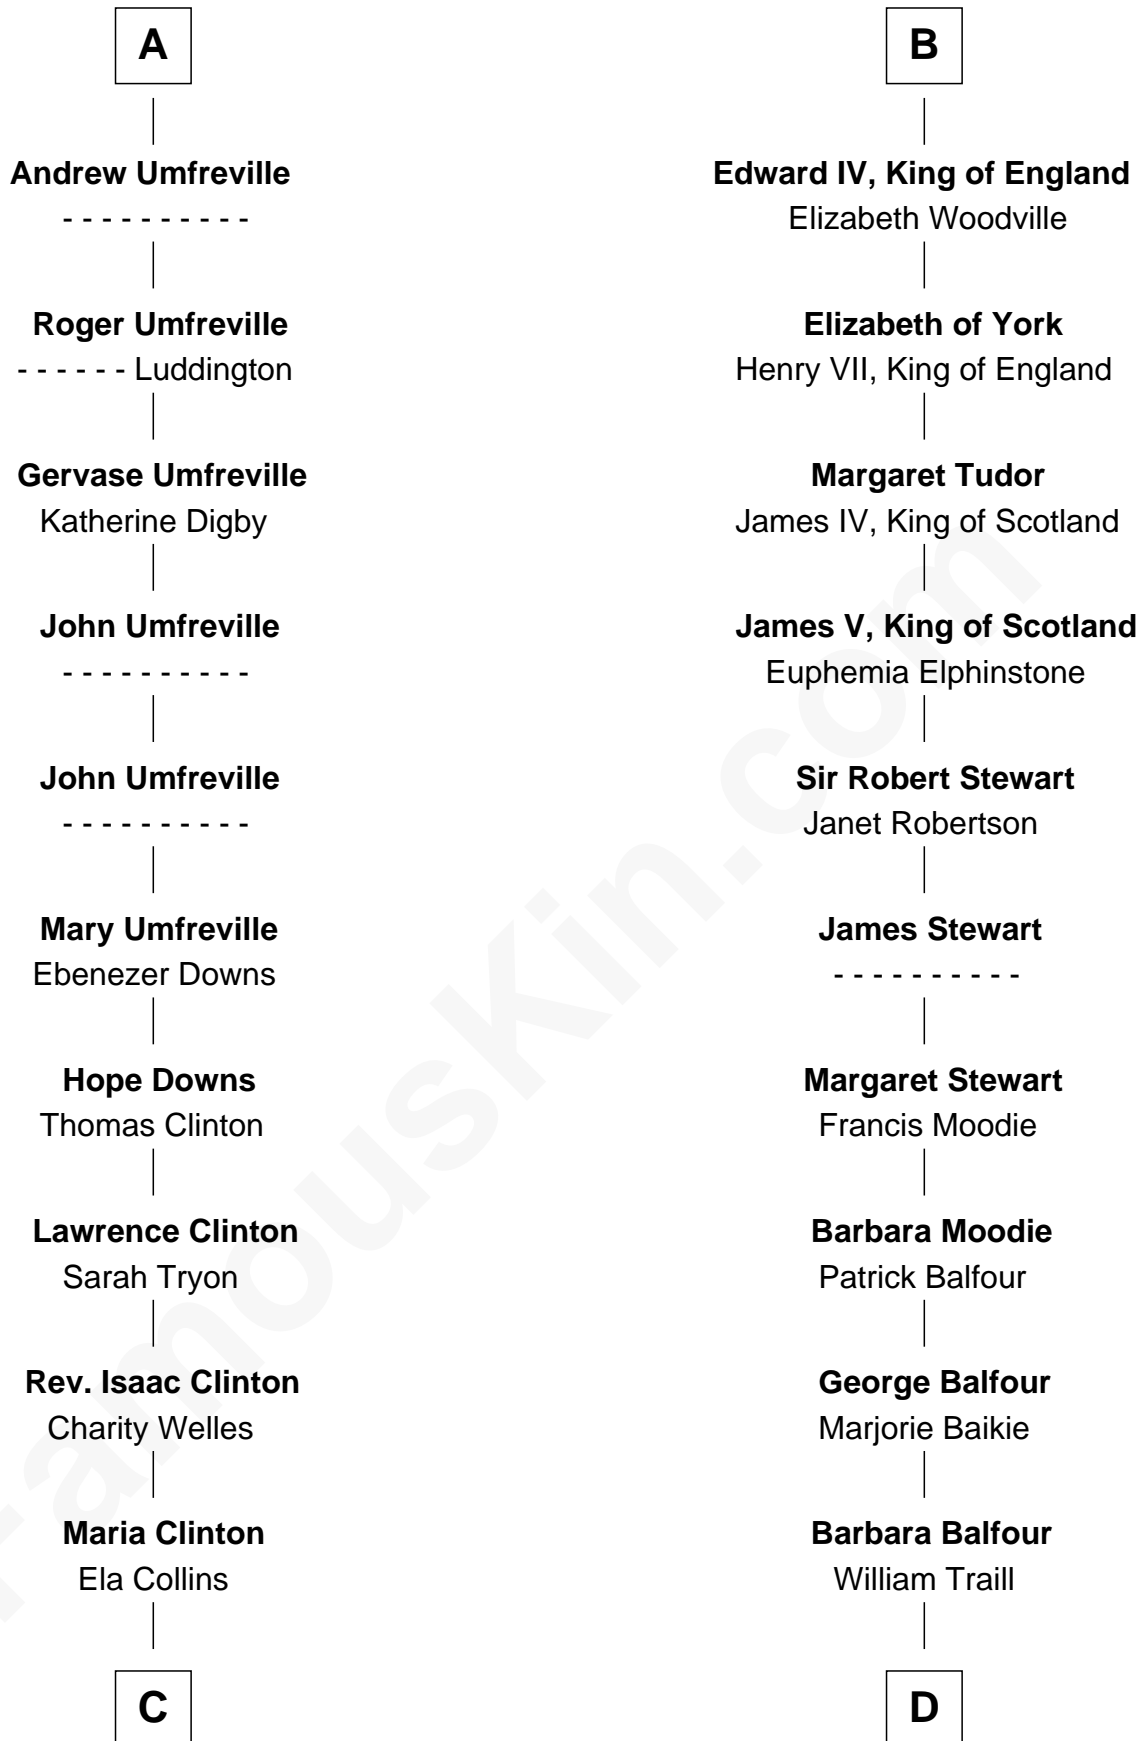 A
Andrew Umfreville
- - - - - - - - - -
Roger Umfreville
- - - - - - Luddington
Gervase Umfreville
Katherine Digby
John Umfreville
- - - - - - - - - -
John Umfreville
- - - - - - - - - -
Mary Umfreville
Ebenezer Downs
Hope Downs
Thomas Clinton
Lawrence Clinton
Sarah Tryon
Rev. Isaac Clinton
Charity Welles
Maria Clinton
Ela Collins
C
B
Edward IV, King of England
Elizabeth Woodville
Elizabeth of York
Henry VII, King of England
Margaret Tudor
James IV, King of Scotland
James V, King of Scotland
Euphemia Elphinstone
Sir Robert Stewart
Janet Robertson
James Stewart
- - - - - - - - - -
Margaret Stewart
Francis Moodie
Barbara Moodie
Patrick Balfour
George Balfour
Marjorie Baikie
Barbara Balfour
William Traill
D
FamousKin.com